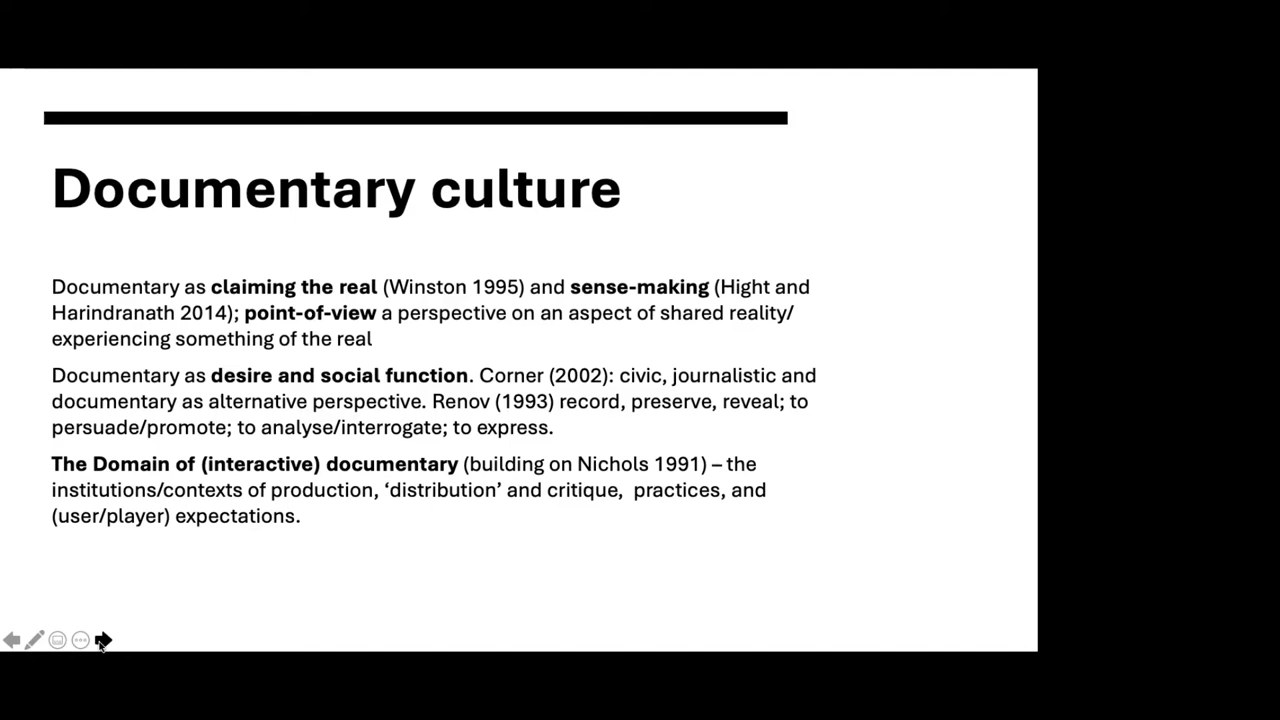 Documentary culture
Documentary as claiming the real (Winston 1995) and sense-making (Hight and
Harindranath 2014); point-of-view a perspective on an aspect of shared reality/
experiencing something of the real
Documentary as desire and social function. Corner (2002): civic, journalistic and
documentary as alternative perspective. Renov (1993) record, preserve, reveal; to
persuade/promote; to analyse/interrogate; to express.
The Domain of (interactive) documentary (building on Nichols 1991) – the
institutions/contexts of production, ‘distribution’ and critique,  practices, and
(user/player) expectations.